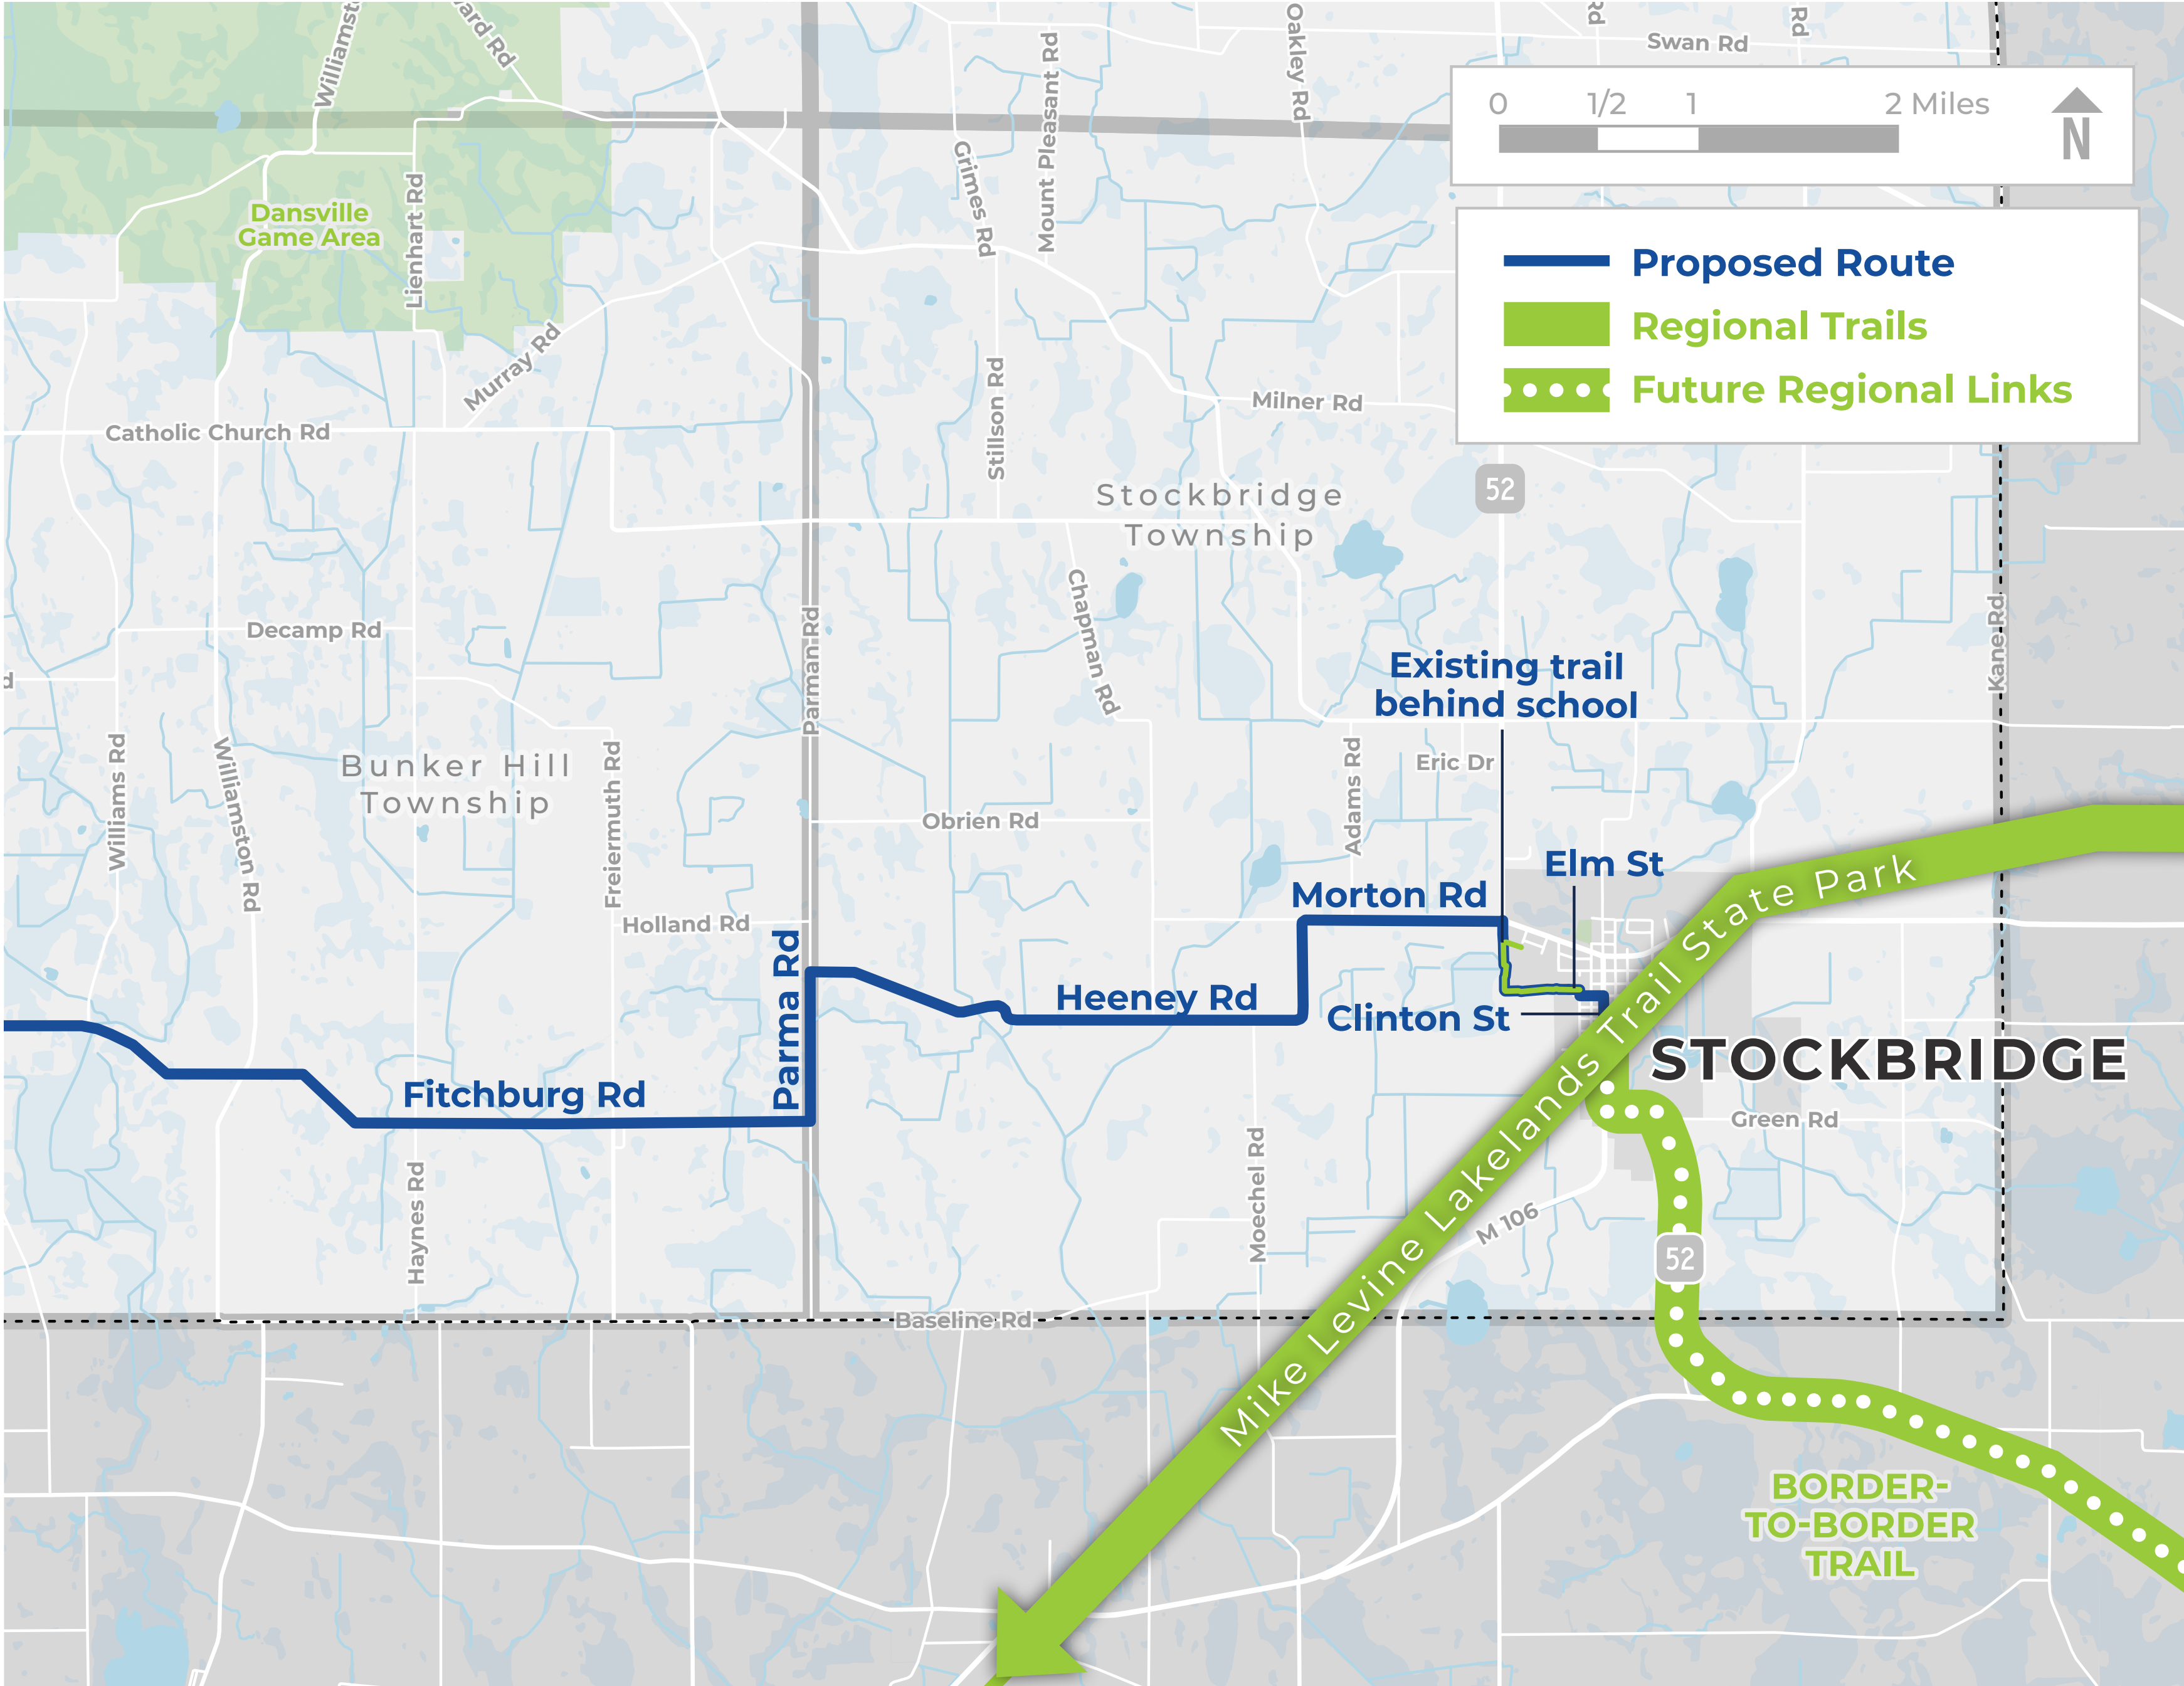 Williamst
ard Rd
Oakley Rd
Rd
Rd
Swan Rd
Mount Pleasant Rd
Grimes Rd
0 1/2 1 2 Miles
N
Dansville
Game Area
Lienhart Rd
Proposed Route
Regional Trails
Future Regional Links
Murray Rd
Stillson Rd
Milner Rd
Catholic Church Rd
52
Stockbridge
Township
Chapman Rd
Decamp Rd
Parman Rd
Kane Rd
d
Existing trail
behind school
Williams Rd
Williamston Rd
Bunker Hill
Township
Freiermuth Rd
Adams Rd
Eric Dr
Obrien Rd
Elm St
Morton Rd
Holland Rd
Parma Rd
Heeney Rd
Clinton St
Mike Levine Lakelands Trail State Park
STOCKBRIDGE
Fitchburg Rd
Green Rd
Haynes Rd
Moechel Rd
M 106
52
Baseline Rd
BORDER-
TO-BORDER
TRAIL